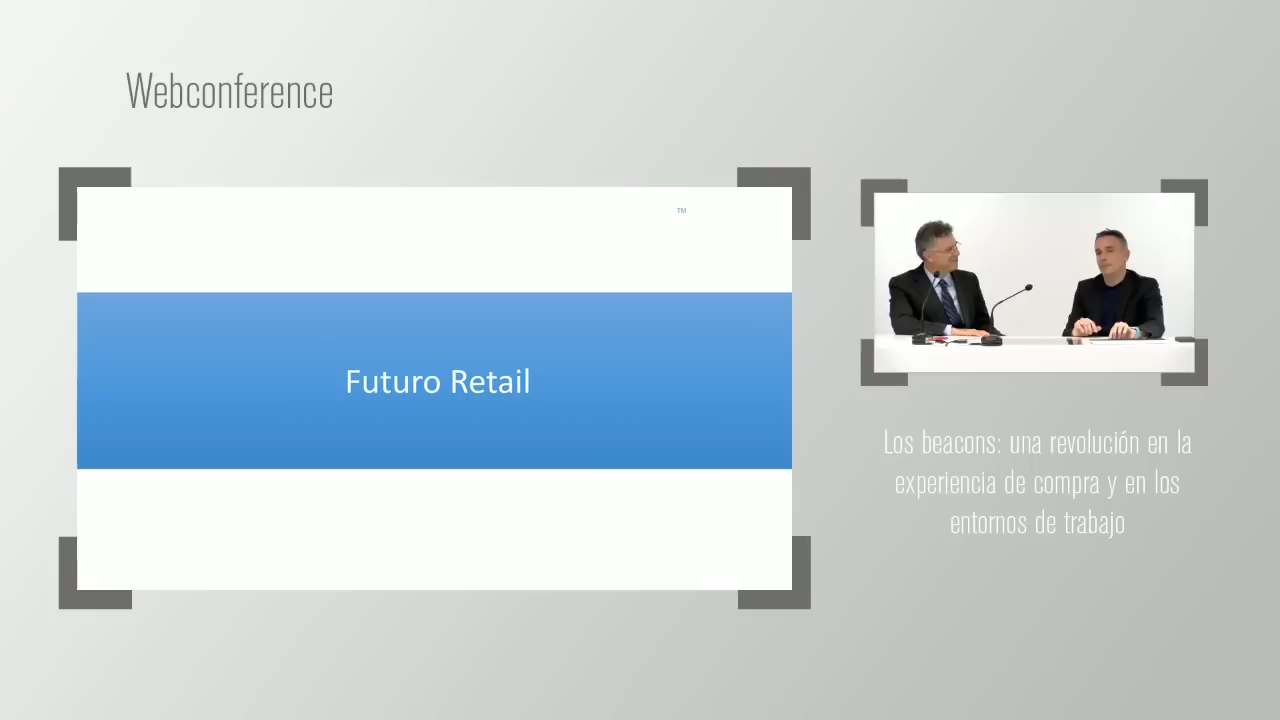 Webconference
TM
Futuro Retail
Los beacons: una revolución en la
experiencia de compra y en los
entornos de trabajo